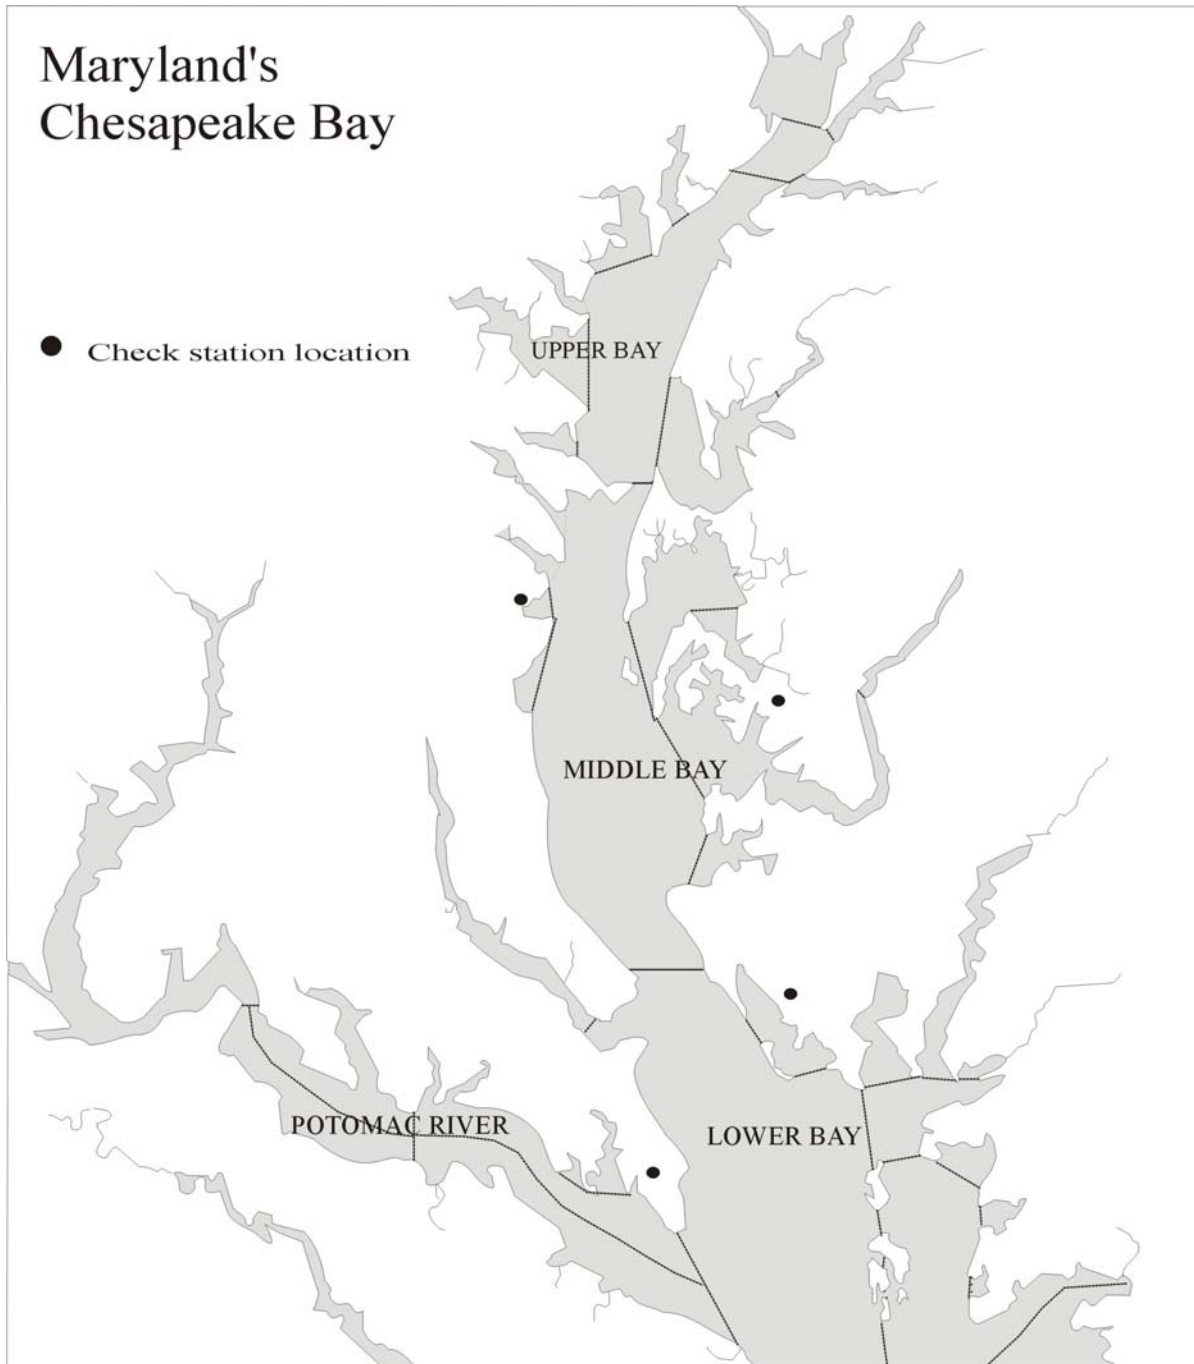 Maryland's
Chesapeake Bay
Check station location
UPPER BAY
MIDDLE BAY
POTOMAC RIVER
LOWER BAY